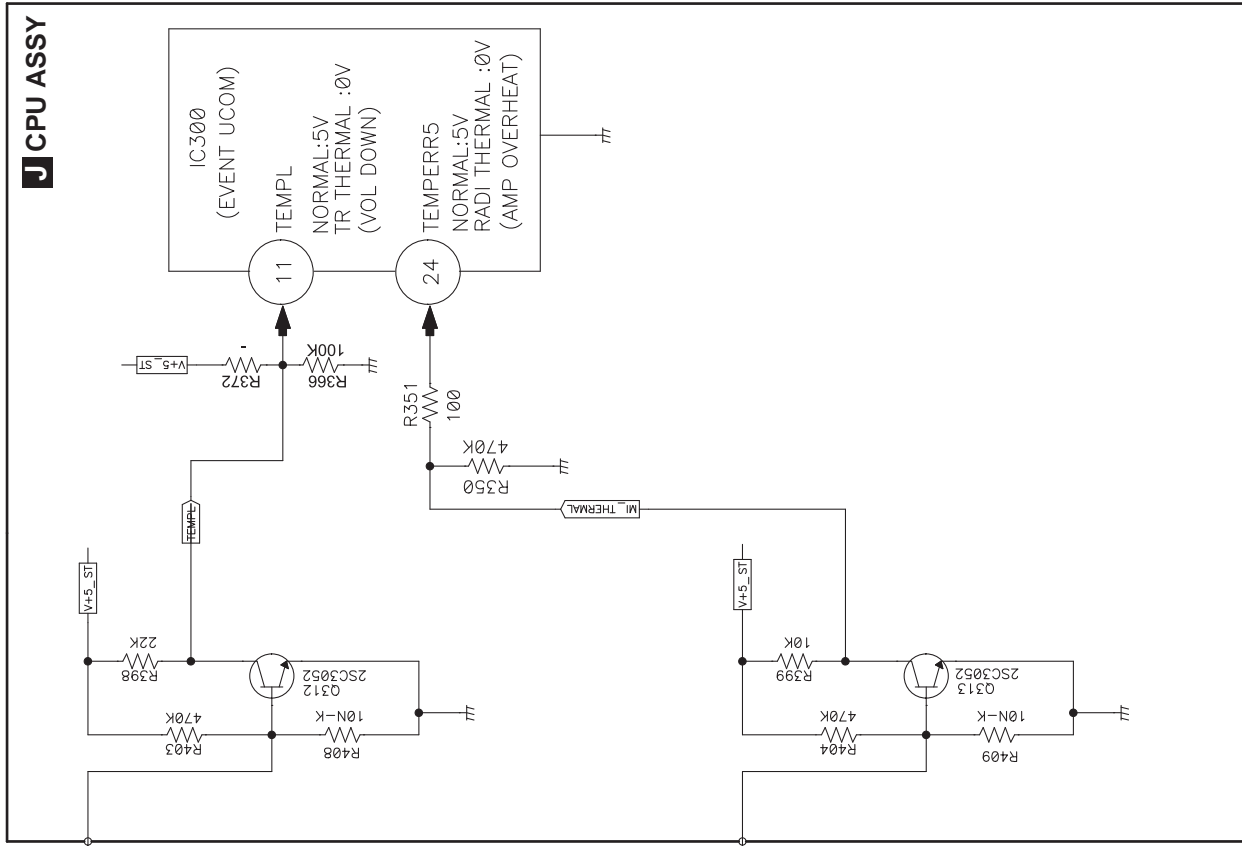 J CPU ASSY
IC300
(EVENT UCOM)
11
TEMPL
NORMAL:5V
TR THERMAL :0V
(VOL DOWN)
24
TEMPERR5
NORMAL:5V
RADI THERMAL :0V
(AMP OVERHEAT)
V+5_ST
-
R372
100K
R366
R351
100
470K
R350
TEMPL
MI_THERMAL
V+5_ST
22K
R398
2SC3052
Q312
470K
R403
10N-K
R408
V+5_ST
10K
R399
2SC3052
Q313
470K
R404
10N-K
R409